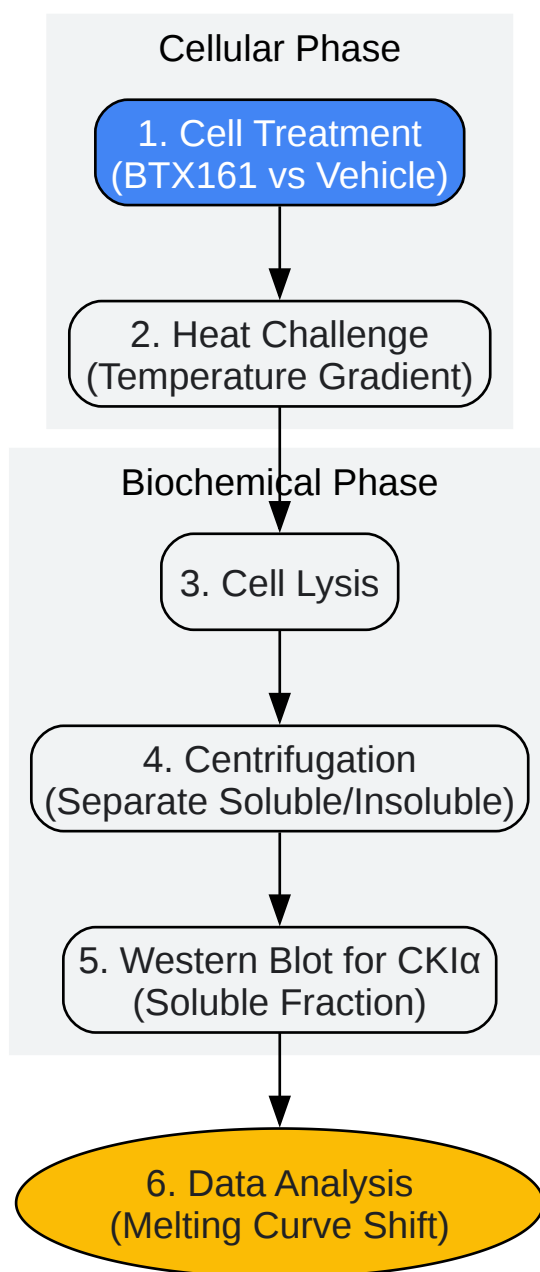 Cellular Phase
1. Cell Treatment
(BTX161 vs Vehicle)
2. Heat Challenge
(Temperature Gradient)
Biochemical Phase
3. Cell Lysis
4. Centrifugation
(Separate Soluble/Insoluble)
5. Western Blot for CKIα
(Soluble Fraction)
6. Data Analysis
(Melting Curve Shift)